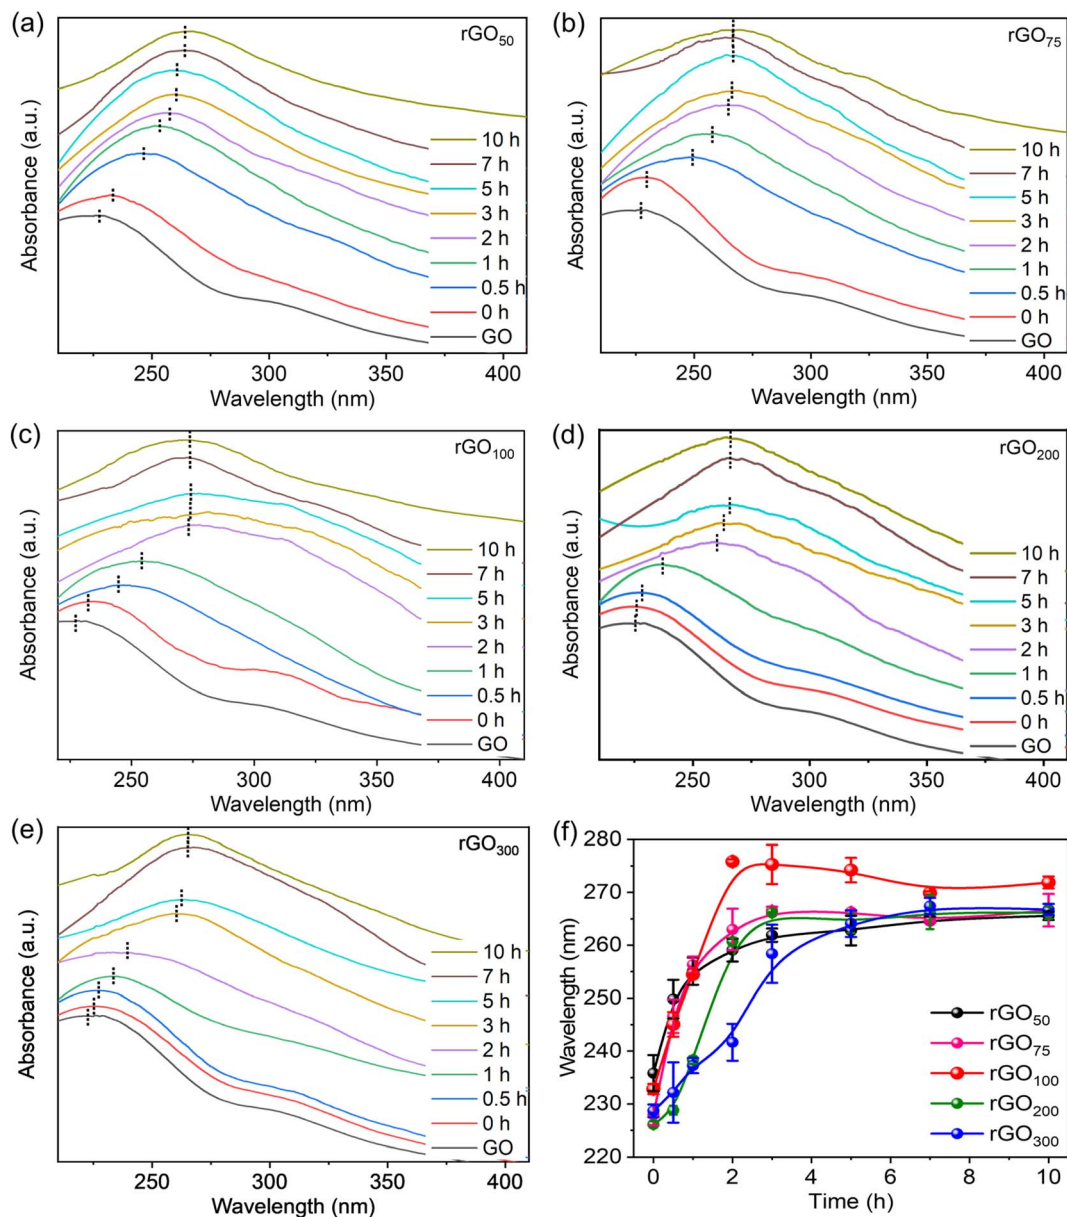 (a)
rGO50
Absorbance (a.u.)
10 h
7 h
5 h
3 h
2 h
1 h
0.5 h
0 h
GO
250 300 350 400
Wavelength (nm)
(b)
rGO75
Absorbance (a.u.)
10 h
7 h
5 h
3 h
2 h
1 h
0.5 h
0 h
GO
250 300 350 400
Wavelength (nm)
(c)
rGO100
Absorbance (a.u.)
10 h
7 h
5 h
3 h
2 h
1 h
0.5 h
0 h
GO
250 300 350 400
Wavelength (nm)
(d)
rGO200
Absorbance (a.u.)
10 h
7 h
5 h
3 h
2 h
1 h
0.5 h
0 h
GO
250 300 350 400
Wavelength (nm)
(e)
rGO300
Absorbance (a.u.)
10 h
7 h
5 h
3 h
2 h
1 h
0.5 h
0 h
GO
250 300 350 400
Wavelength (nm)
(f)
Wavelength (nm)
280
270
260
250
240
230
220
rGO50
rGO75
rGO100
rGO200
rGO300
0 2 4 6 8 10
Time (h)